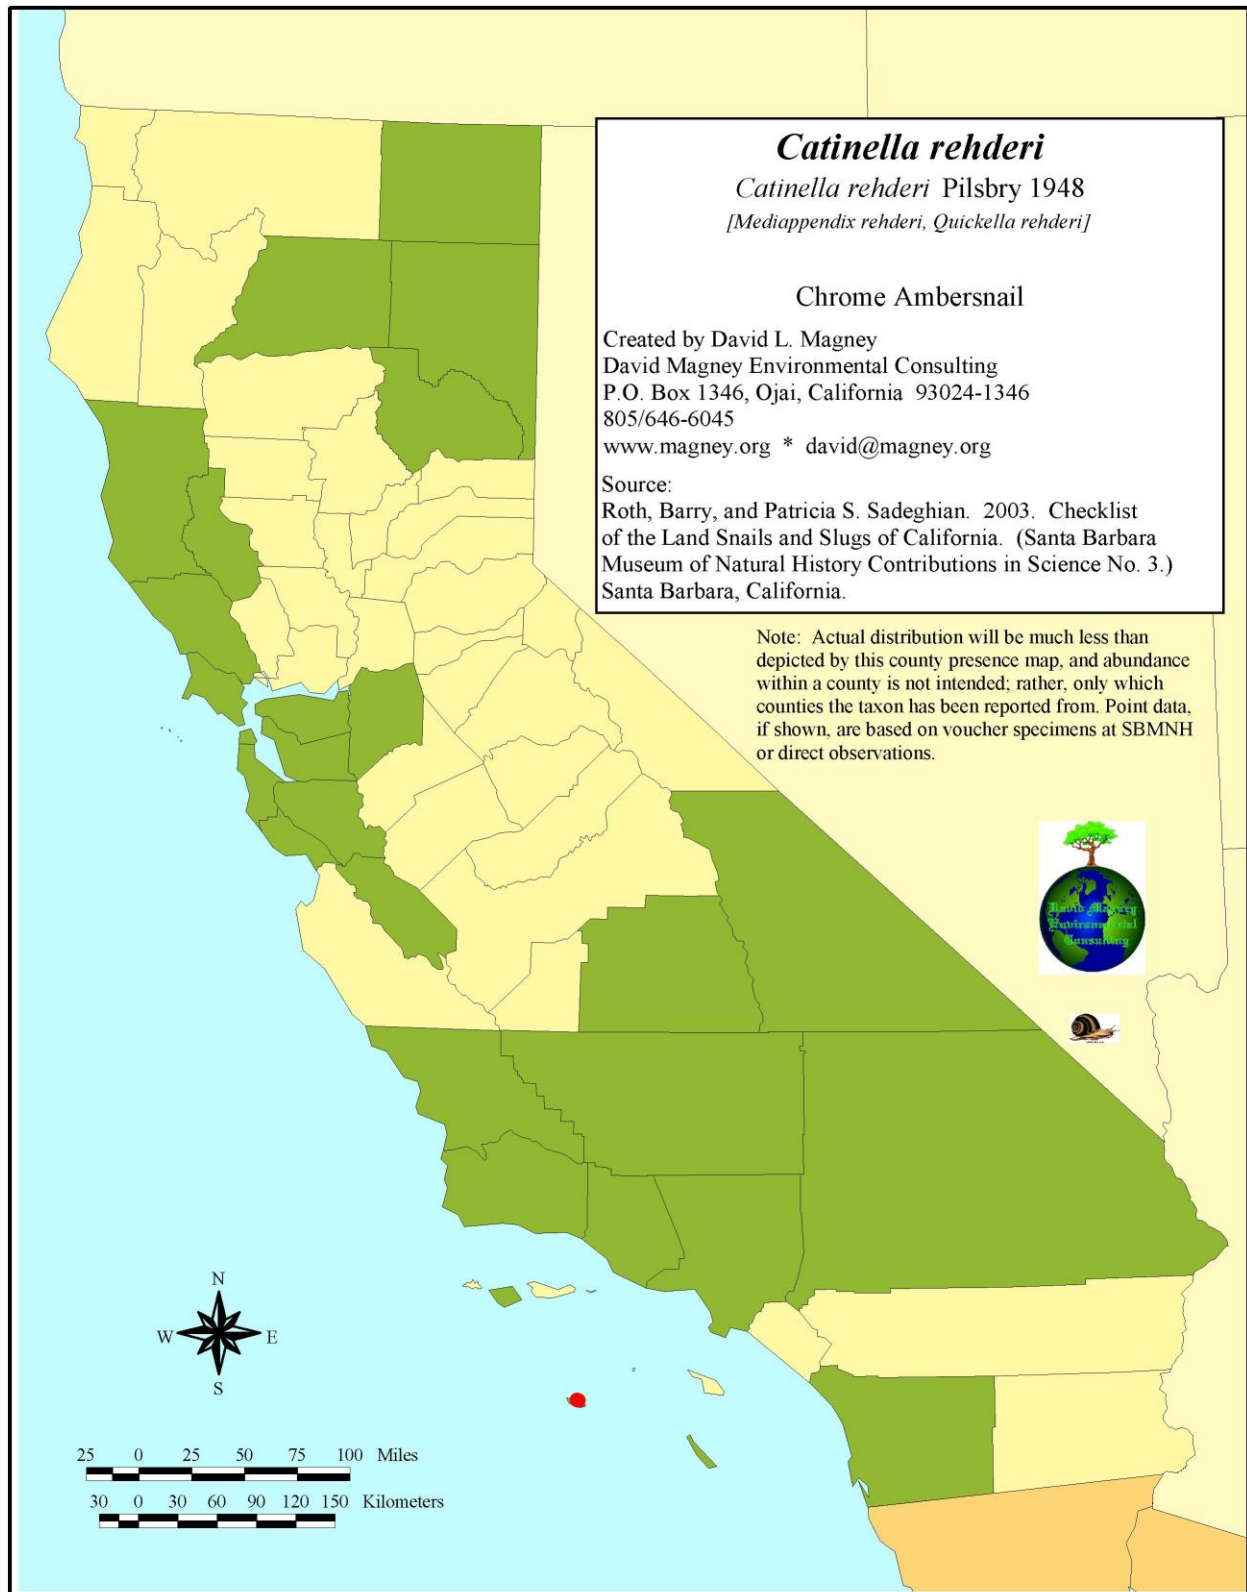 Catinella rehderi
Catinella rehderi Pilsbry 1948
[Mediappendix rehderi, Quickella rehderi]
Chrome Ambersnail
Created by David L. Magney
David Magney Environmental Consulting
P.O. Box 1346, Ojai, California 93024-1346
805/646-6045
www.magney.org * david@magney.org
Source:
Roth, Barry, and Patricia S. Sadeghian. 2003. Checklist
of the Land Snails and Slugs of California. (Santa Barbara
Museum of Natural History Contributions in Science No. 3.)
Santa Barbara, California.
Note: Actual distribution will be much less than
depicted by this county presence map, and abundance
within a county is not intended; rather, only which
counties the taxon has been reported from. Point data,
if shown, are based on voucher specimens at SBMNH
or direct observations.
David Magney
Environmental
Consulting
N
W E
S
25 0 25 50 75 100 Miles
30 0 30 60 90 120 150 Kilometers